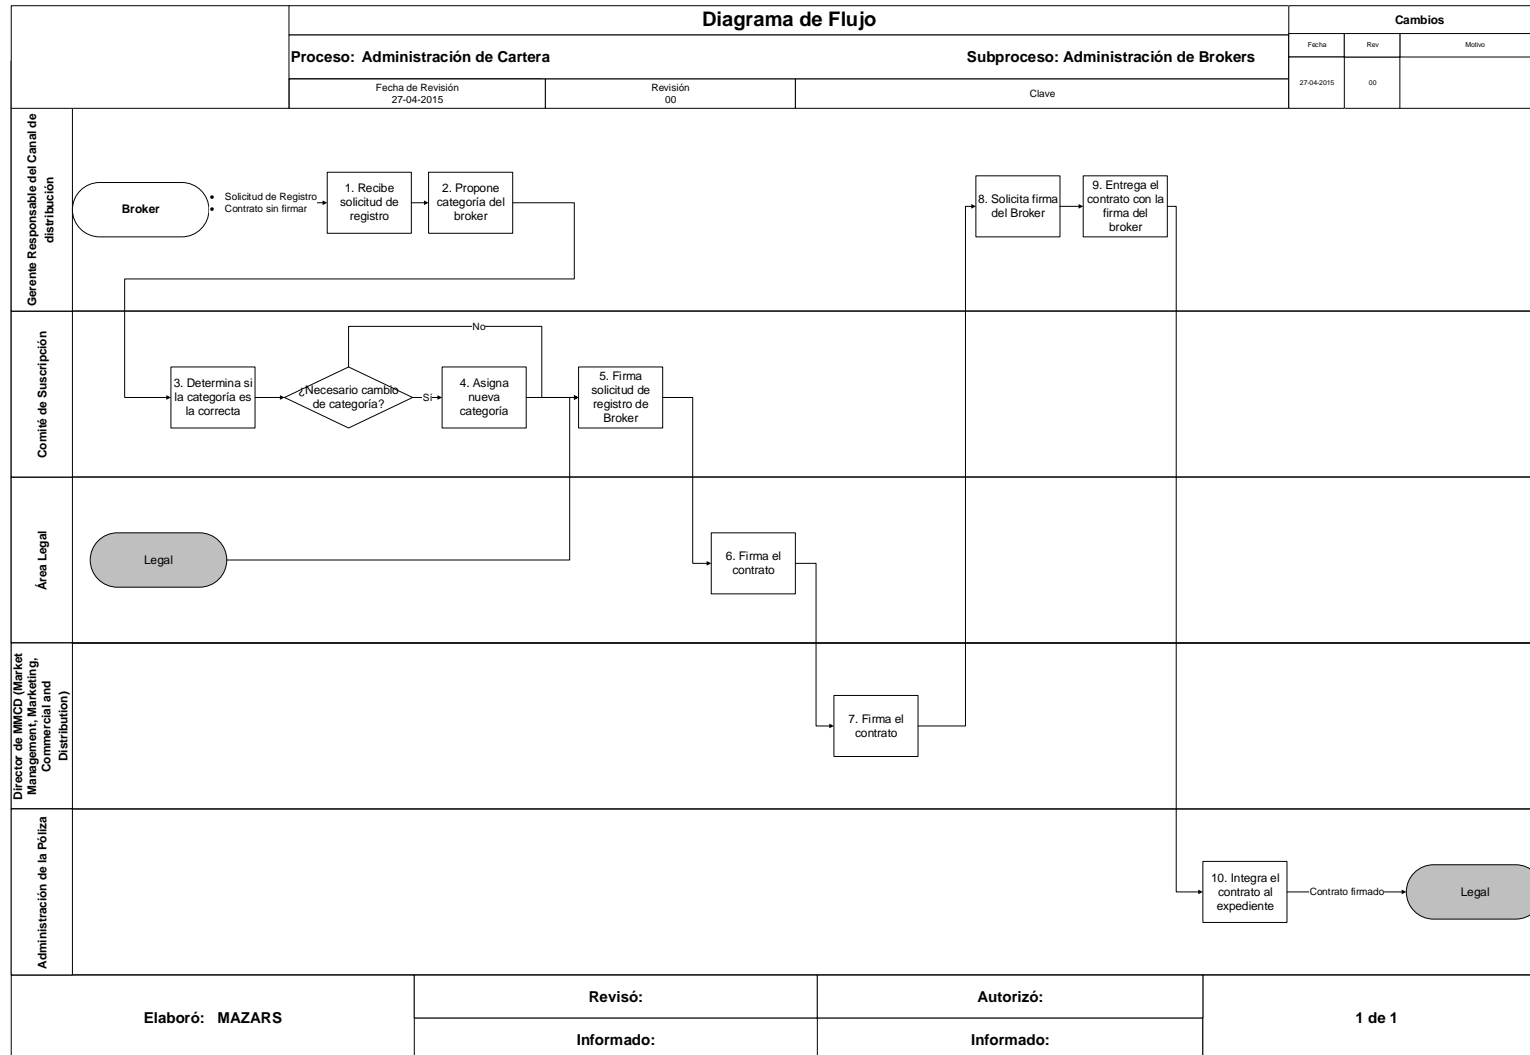 Diagrama de Flujo
Cambios
Proceso: Administración de Cartera
Subproceso: Administración de Brokers
Fecha
Rev
Motivo
Fecha de Revisión
27-04-2015
Revisión
00
Clave
27-04-2015
00
Gerente Responsable del Canal de
distribución
Broker
• Solicitud de Registro
• Contrato sin firmar
1. Recibe
solicitud de
registro
2. Propone
categoría del
broker
8. Solicita firma
del Broker
9. Entrega el
contrato con la
firma del
broker
Comité de Suscripción
No
3. Determina si
la categoría es
la correcta
¿Necesario cambio
de categoría?
Sí
4. Asigna
nueva
categoría
5. Firma
solicitud de
registro de
Broker
Área Legal
Legal
6. Firma el
contrato
Director de MMCD (Market
Management, Marketing,
Commercial and
Distribution)
7. Firma el
contrato
Administración de la Póliza
10. Integra el
contrato al
expediente
Contrato firmado
Legal
Elaboró: MAZARS
Revisó:
Autorizó:
1 de 1
Informado:
Informado: